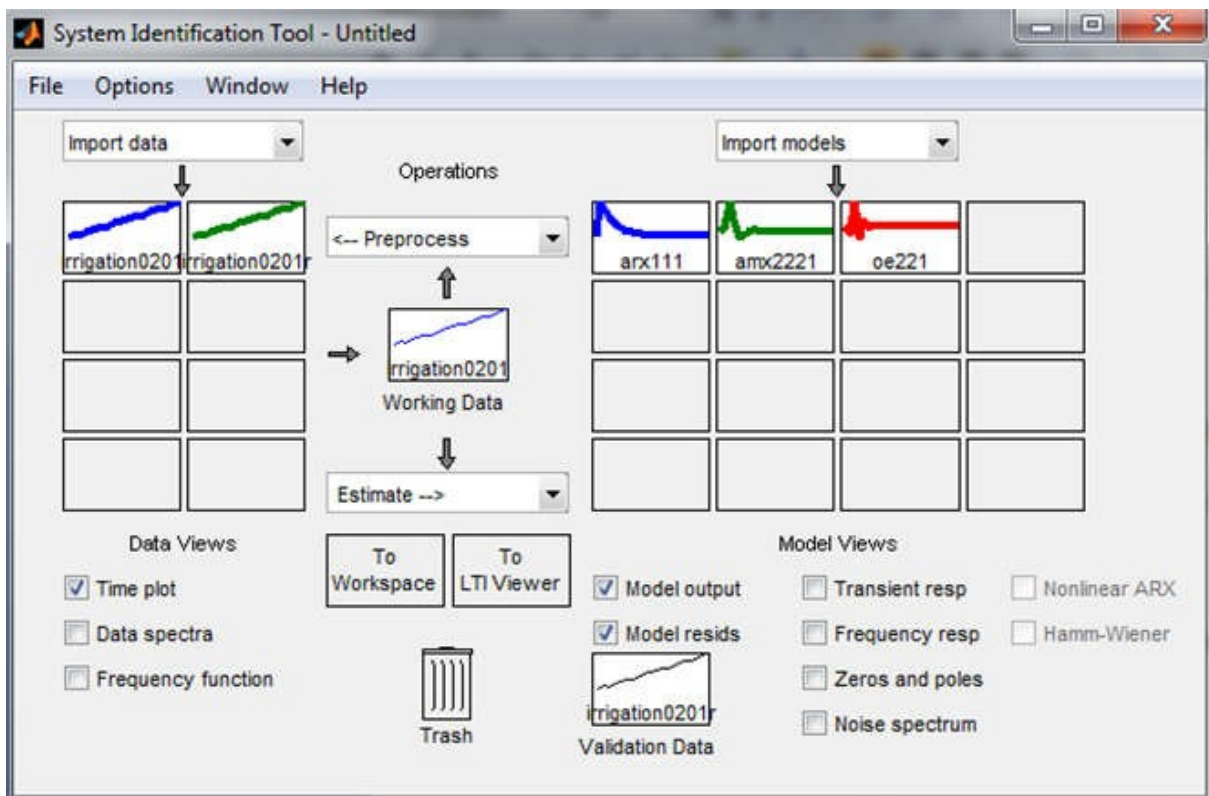 System Identification Tool - Untitled
File Options Window Help
Import data
Import models
Operations
<-- Preprocess
rrigation0201
irrigation0201r
arx111
amx2221
oe221
rrigation0201
Working Data
Estimate -->
Data Views
Time plot
Data spectra
Frequency function
To
Workspace
To
LTI Viewer
Trash
Model Views
Model output
Model resids
Transient resp
Frequency resp
Zeros and poles
Noise spectrum
Nonlinear ARX
Hamm-Wiener
irrigation0201r
Validation Data